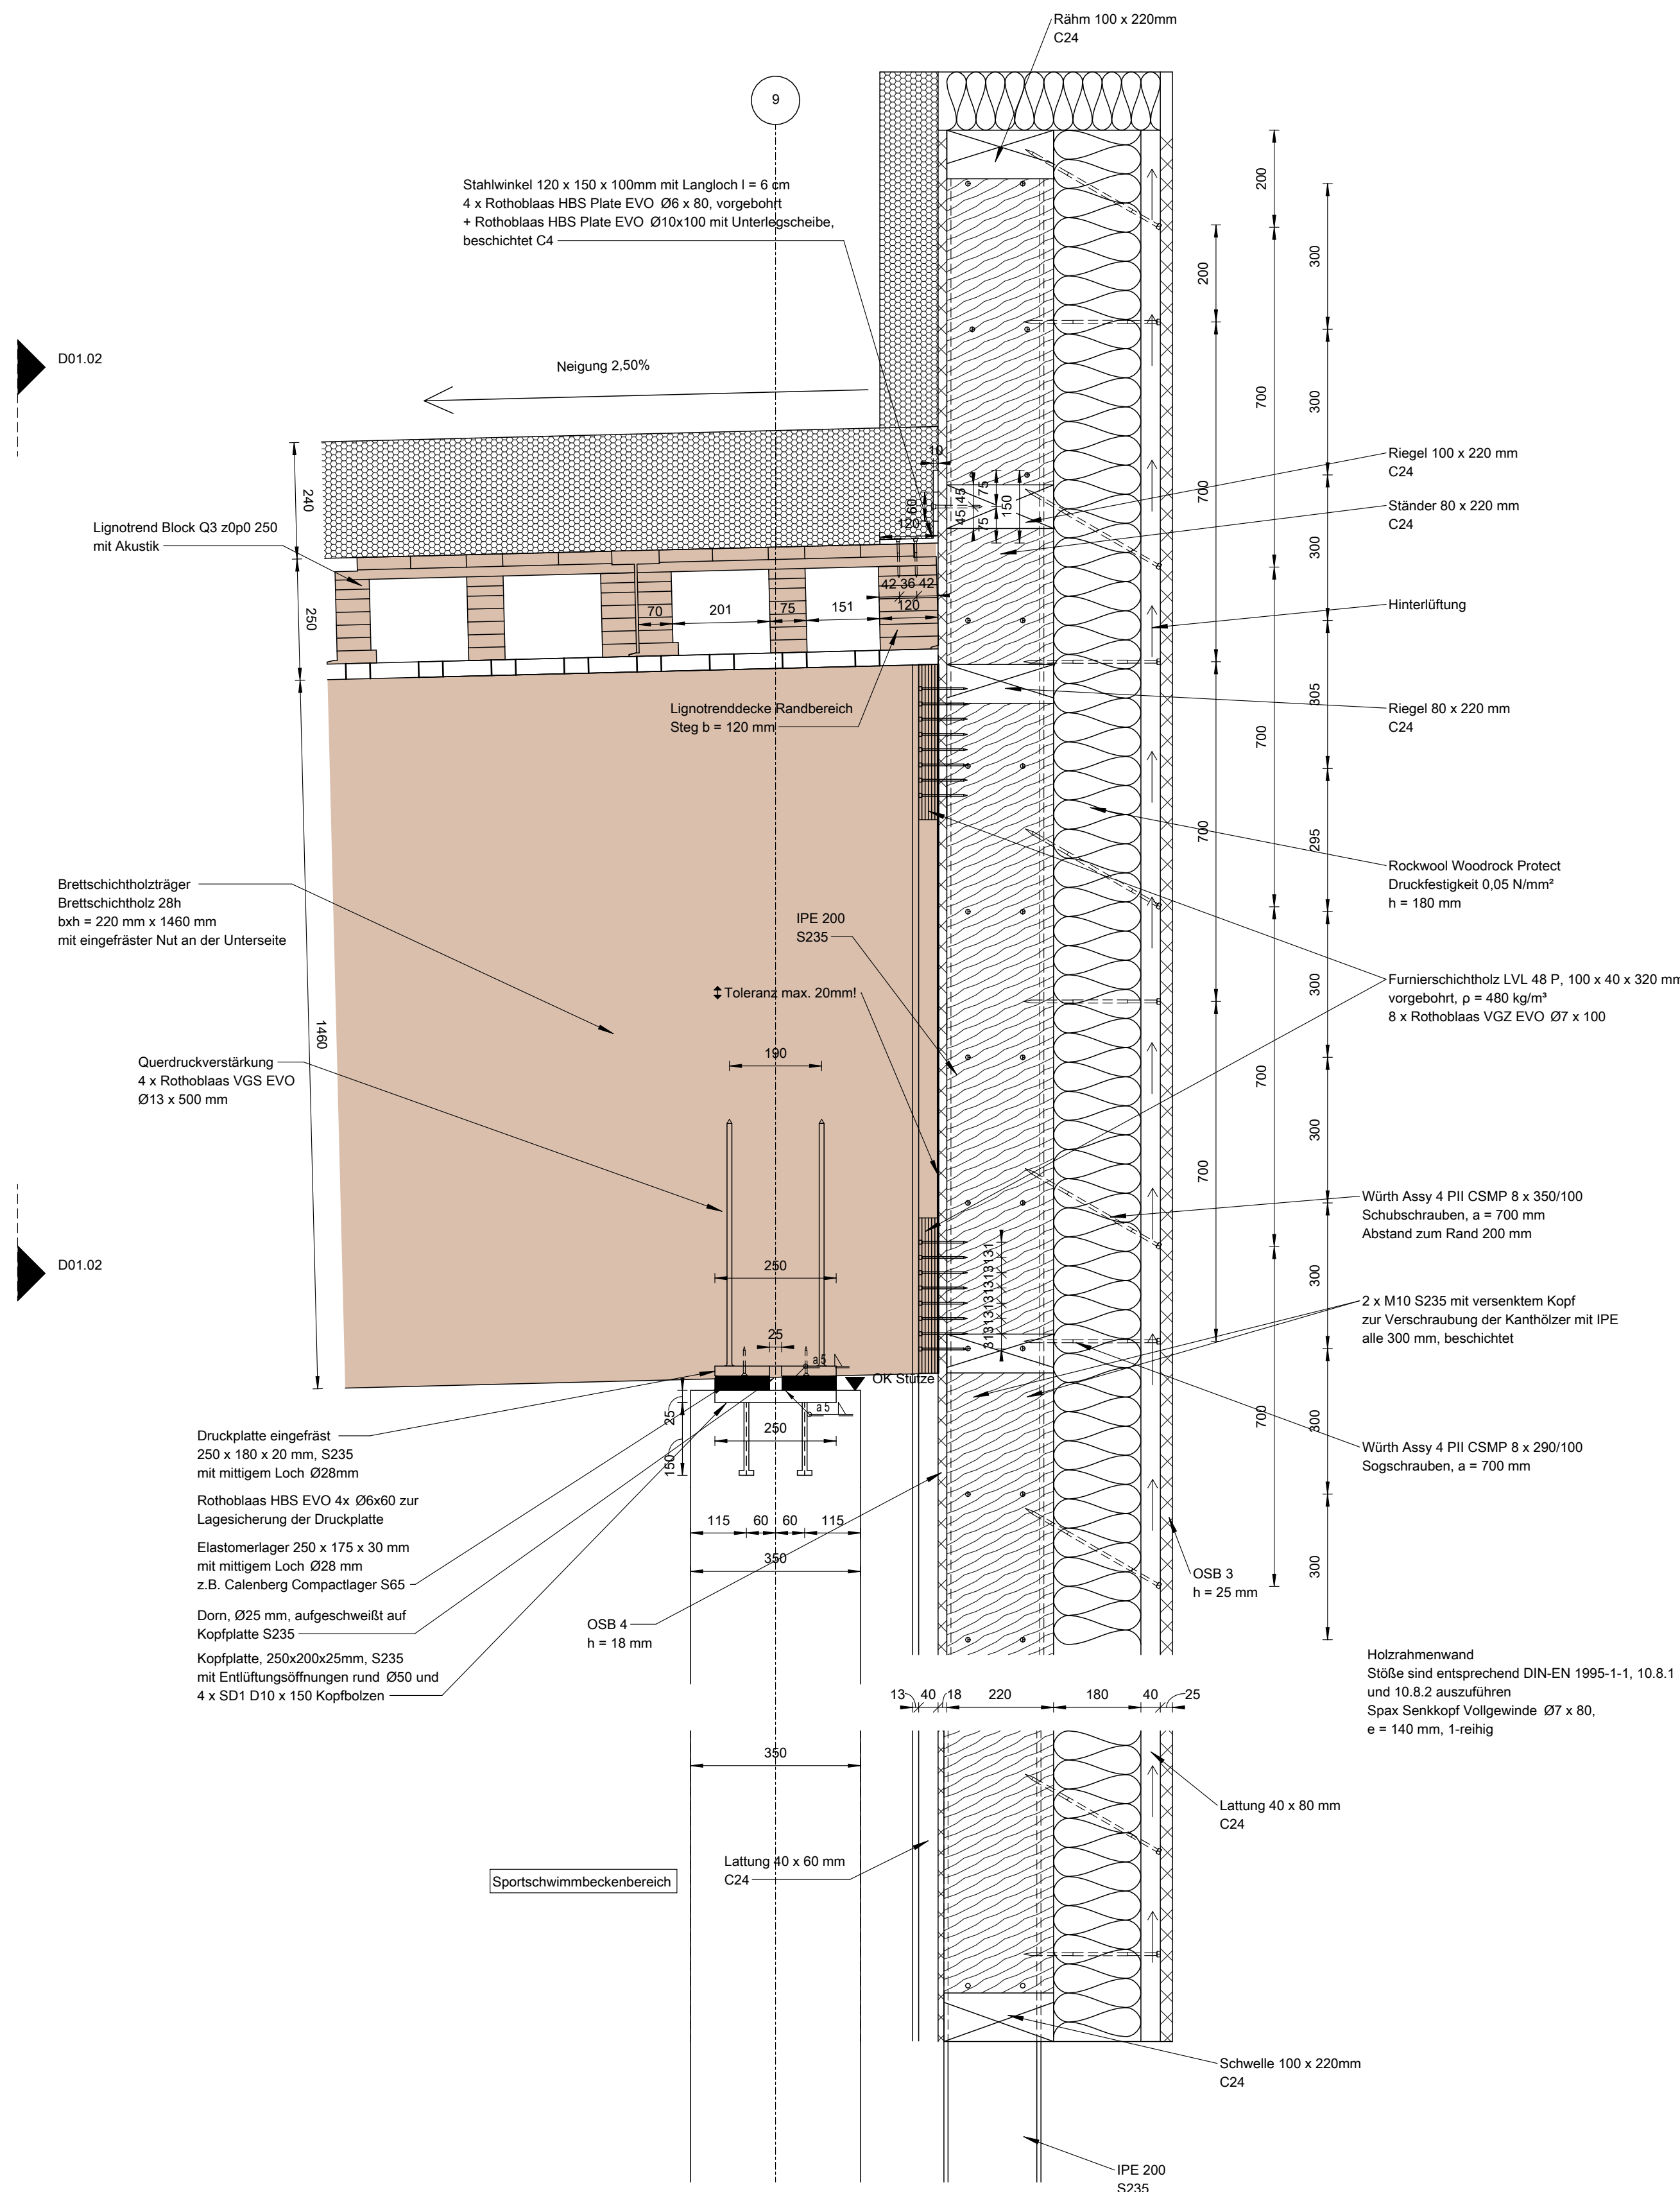 Rähm 100 x 220mm
C24
9
Stahlwinkel 120 x 150 x 100mm mit Langloch l = 6 cm
4 x Rothoblaas HBS Plate EVO Ø6 x 80, vorgebohrt
+ Rothoblaas HBS Plate EVO Ø10x100 mit Unterlegscheibe,
beschichtet C4
200
300
200
D01.02
Neigung 2,50%
300
700
700
10
Riegel 100 x 220 mm
C24
240
60
45
45
75
75
150
120
Ständer 80 x 220 mm
C24
Lignotrend Block Q3 z0p0 250
mit Akustik
300
250
42
36
42
70
201
75
151
120
Hinterlüftung
305
Lignotrenddecke Randbereich
Steg b = 120 mm
Riegel 80 x 220 mm
C24
700
700
295
Rockwool Woodrock Protect
Druckfestigkeit 0,05 N/mm²
h = 180 mm
Brettschichtholzträger
Brettschichtholz 28h
bxh = 220 mm x 1460 mm
mit eingefräster Nut an der Unterseite
IPE 200
S235
Toleranz max. 20mm!
300
Furnierschichtholz LVL 48 P, 100 x 40 x 320 mm
vorgebohrt, ρ = 480 kg/m³
8 x Rothoblaas VGZ EVO Ø7 x 100
1460
190
Querdruckverstärkung
4 x Rothoblaas VGS EVO
Ø13 x 500 mm
700
300
700
Würth Assy 4 PII CSMP 8 x 350/100
Schubschrauben, a = 700 mm
Abstand zum Rand 200 mm
D01.02
250
31313131313131
300
2 x M10 S235 mit versenktem Kopf
zur Verschraubung der Kanthölzer mit IPE
alle 300 mm, beschichtet
25
a 5
OK Stütze
25
a 5
250
150
700
300
Druckplatte eingefräst
250 x 180 x 20 mm, S235
mit mittigem Loch Ø28mm
Würth Assy 4 PII CSMP 8 x 290/100
Sogschrauben, a = 700 mm
Rothoblaas HBS EVO 4x Ø6x60 zur
Lagesicherung der Druckplatte
115
60
60
115
350
Elastomerlager 250 x 175 x 30 mm
mit mittigem Loch Ø28 mm
z.B. Calenberg Compactlager S65
300
OSB 3
h = 25 mm
Dorn, Ø25 mm, aufgeschweißt auf
Kopfplatte S235
OSB 4
h = 18 mm
Kopfplatte, 250x200x25mm, S235
mit Entlüftungsöffnungen rund Ø50 und
4 x SD1 D10 x 150 Kopfbolzen
Holzrahmenwand
Stöße sind entsprechend DIN-EN 1995-1-1, 10.8.1
und 10.8.2 auszuführen
Spax Senkkopf Vollgewinde Ø7 x 80,
e = 140 mm, 1-reihig
13
40
18
220
180
40
25
350
Lattung 40 x 80 mm
C24
Lattung 40 x 60 mm
C24
Sportschwimmbeckenbereich
Schwelle 100 x 220mm
C24
IPE 200
S235